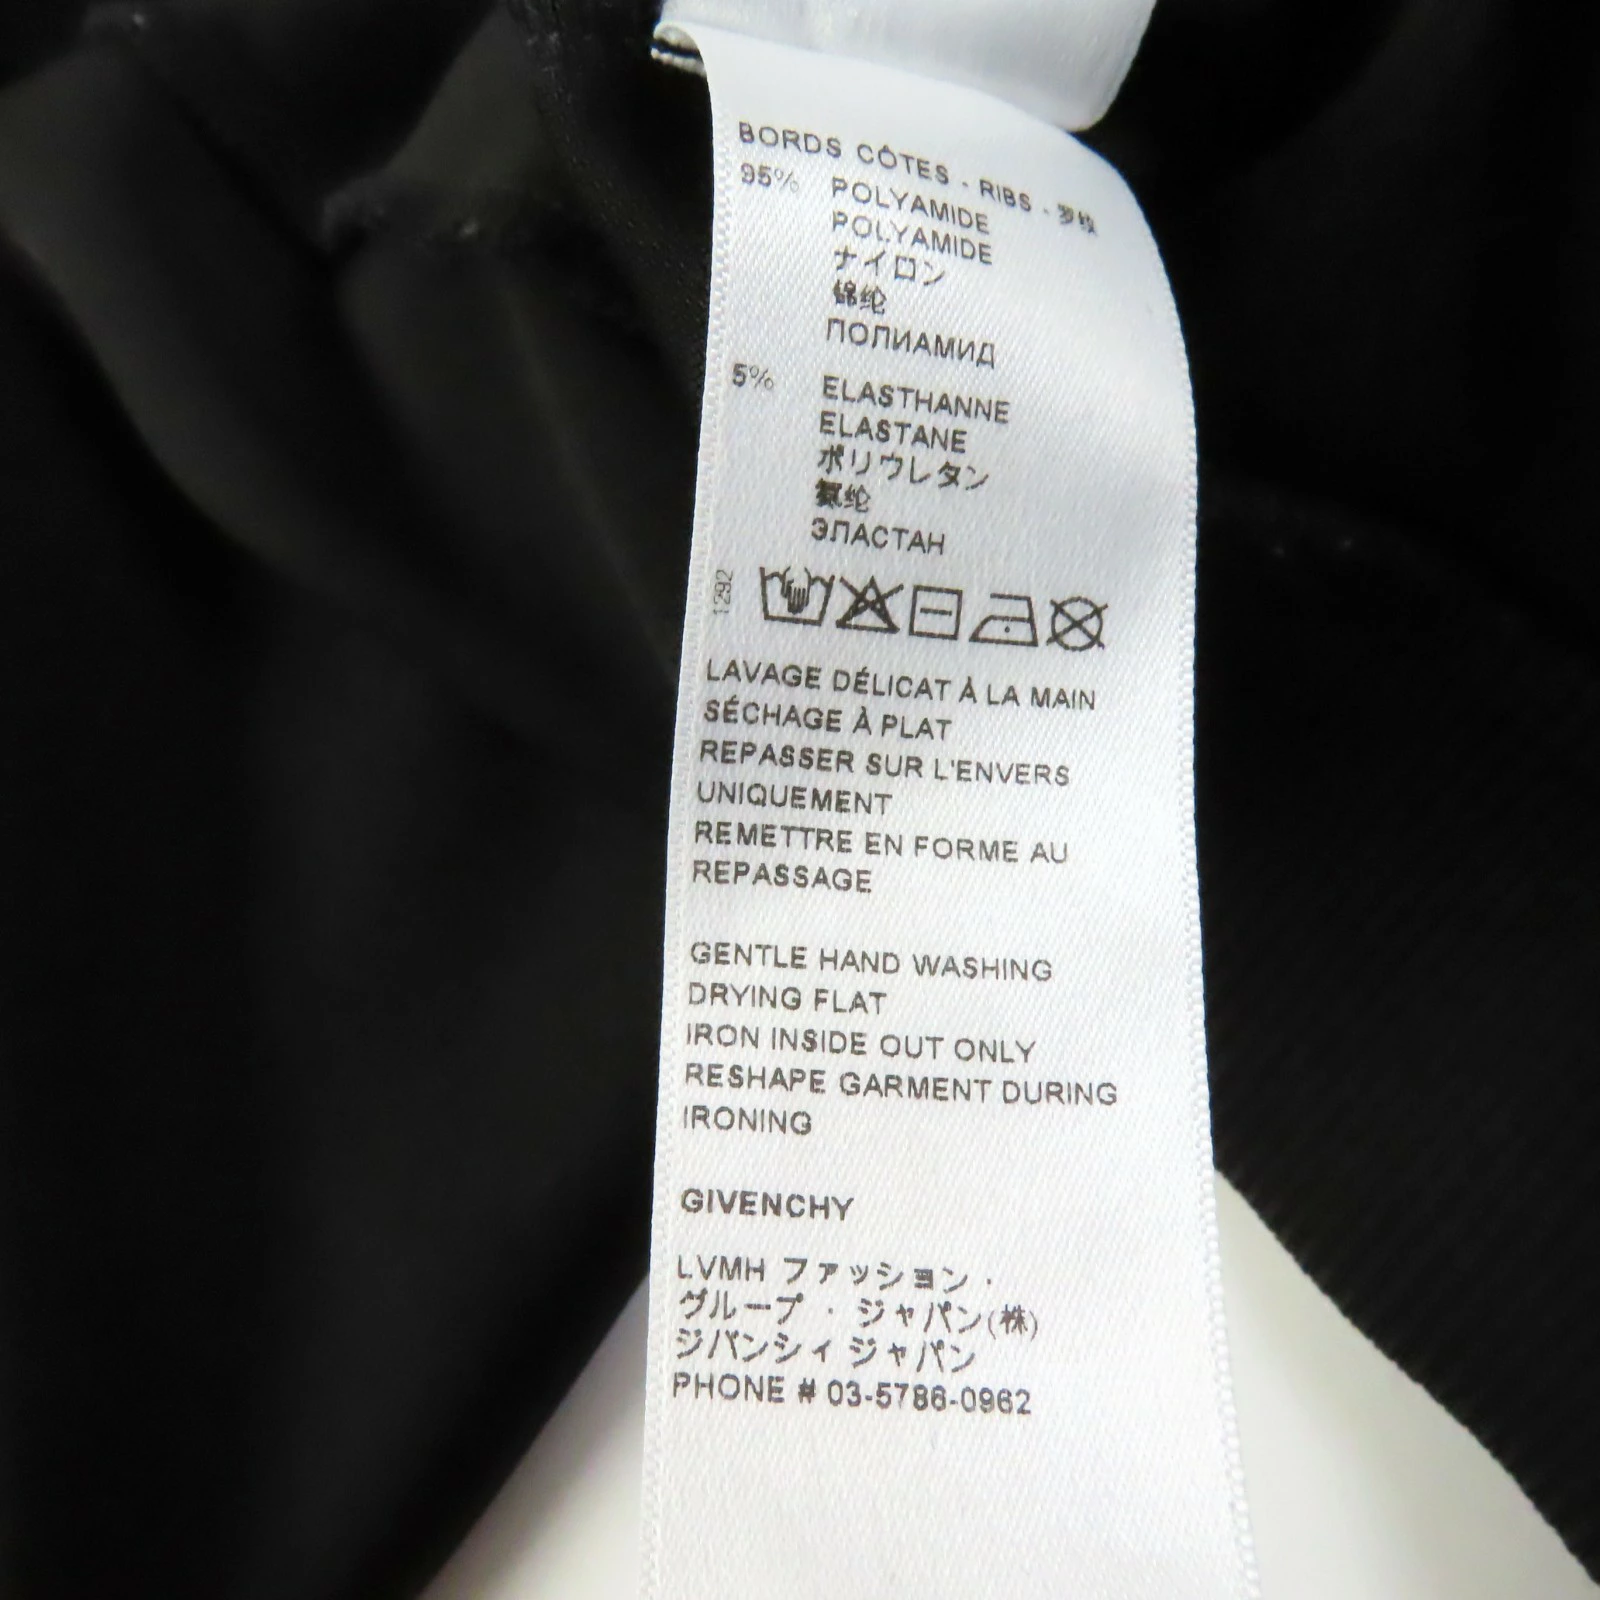 BORDS CÔTES - RIBS - 罗纹
95% POLYAMIDE
POLYAMIDE
ナイロン
锦纶
ПОЛИАМИД
5% ELASTHANNE
ELASTANE
ポリウレタン
氨纶
ЭЛАСТАН
1292
LAVAGE DÉLICAT À LA MAIN
SÉCHAGE À PLAT
REPASSER SUR L'ENVERS
UNIQUEMENT
REMETTRE EN FORME AU
REPASSAGE
GENTLE HAND WASHING
DRYING FLAT
IRON INSIDE OUT ONLY
RESHAPE GARMENT DURING
IRONING
GIVENCHY
LVMH ファッション・
グループ・ジャパン(株)
ジバンシィ ジャパン
PHONE # 03-5786-0962